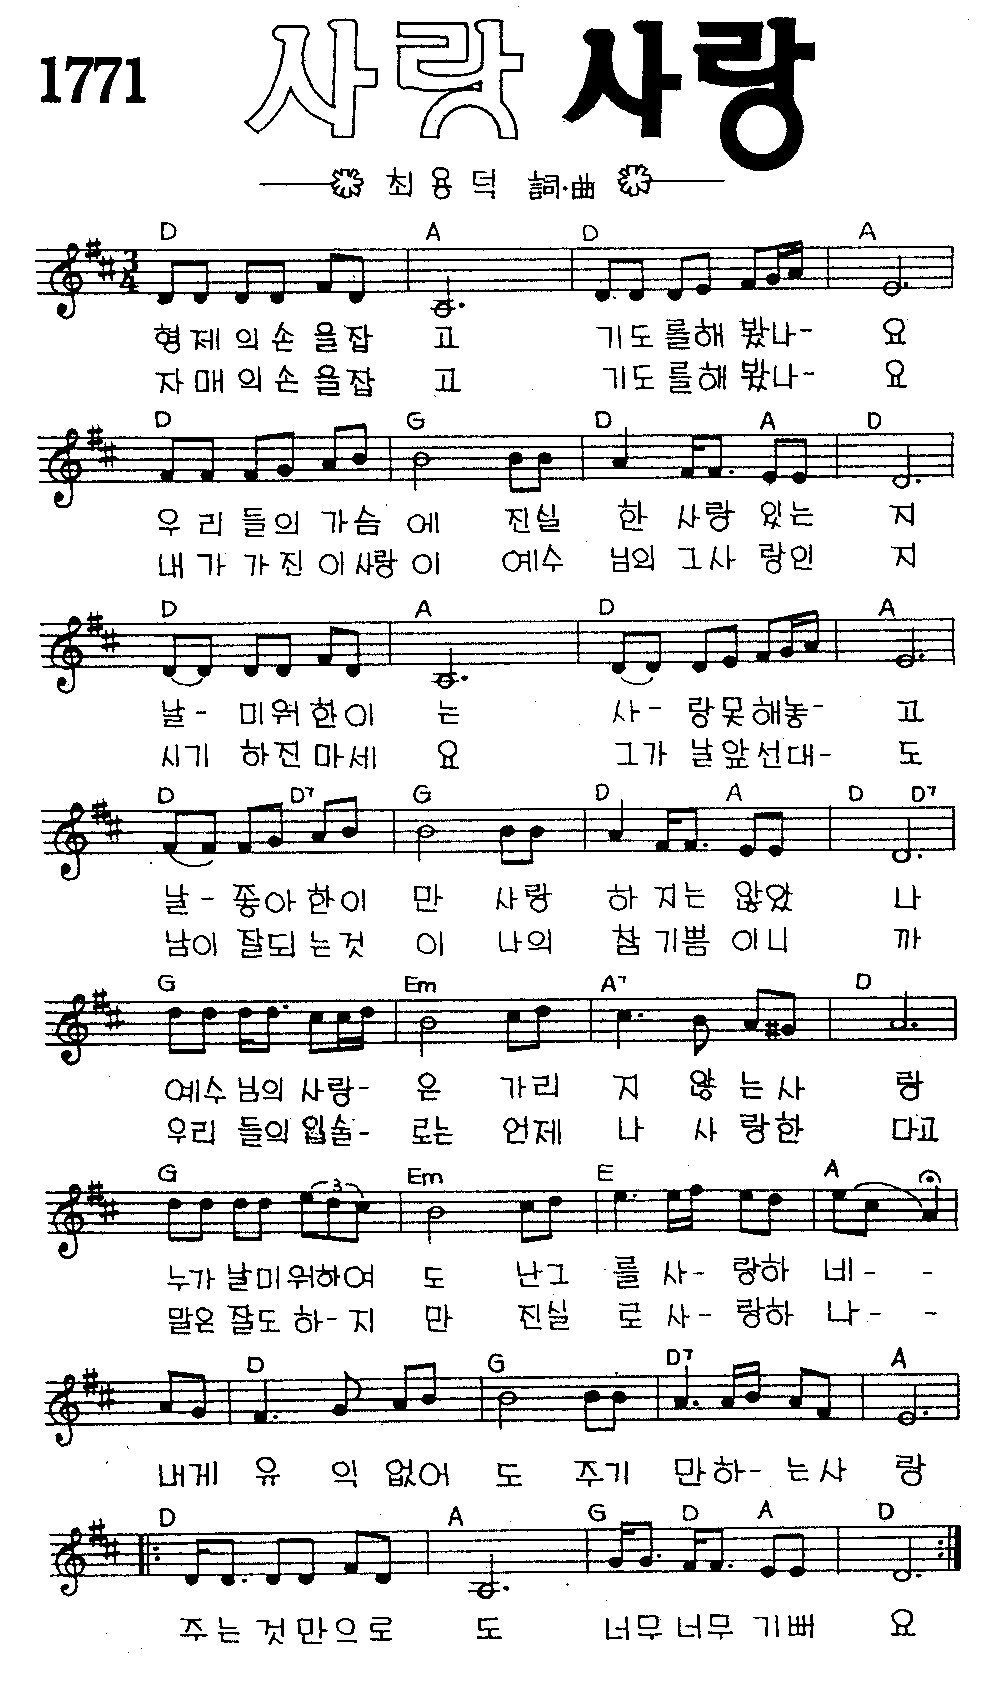 1771
사랑 사랑
최용덕 詞·曲
D A D A
형제의손을잡 고 기도를해봤나- 요
자매의손을잡 고 기도를해봤나- 요
D G D A D
우리들의가슴에 진실 한 사랑있는 지
내가가진이사랑이 예수 님의그사랑인 지
D A D A
날- 미워한이 는 사- 랑못해놓- 고
시기하진마세 요 그가날앞선대- 도
D D7 G D A D D7
날- 좋아한이 만 사랑 하지는않았 나
남이잘되는것 이 나의 참기쁨이니 까
G Em A7 D
예수님의사랑- 은 가리 지 않는사 랑
우리들의입술- 로는 언제 나 사랑한 다고
G 3 Em E A
누가날미워하여 도 난그 를사-랑하 네--
말은잘도하-지 만 진실 로사-랑하 나--
D G D7 A
내게 유 익없어 도 주기 만하-는사 랑
D A G D A D
주는것만으로 도 너무너무기뻐 요